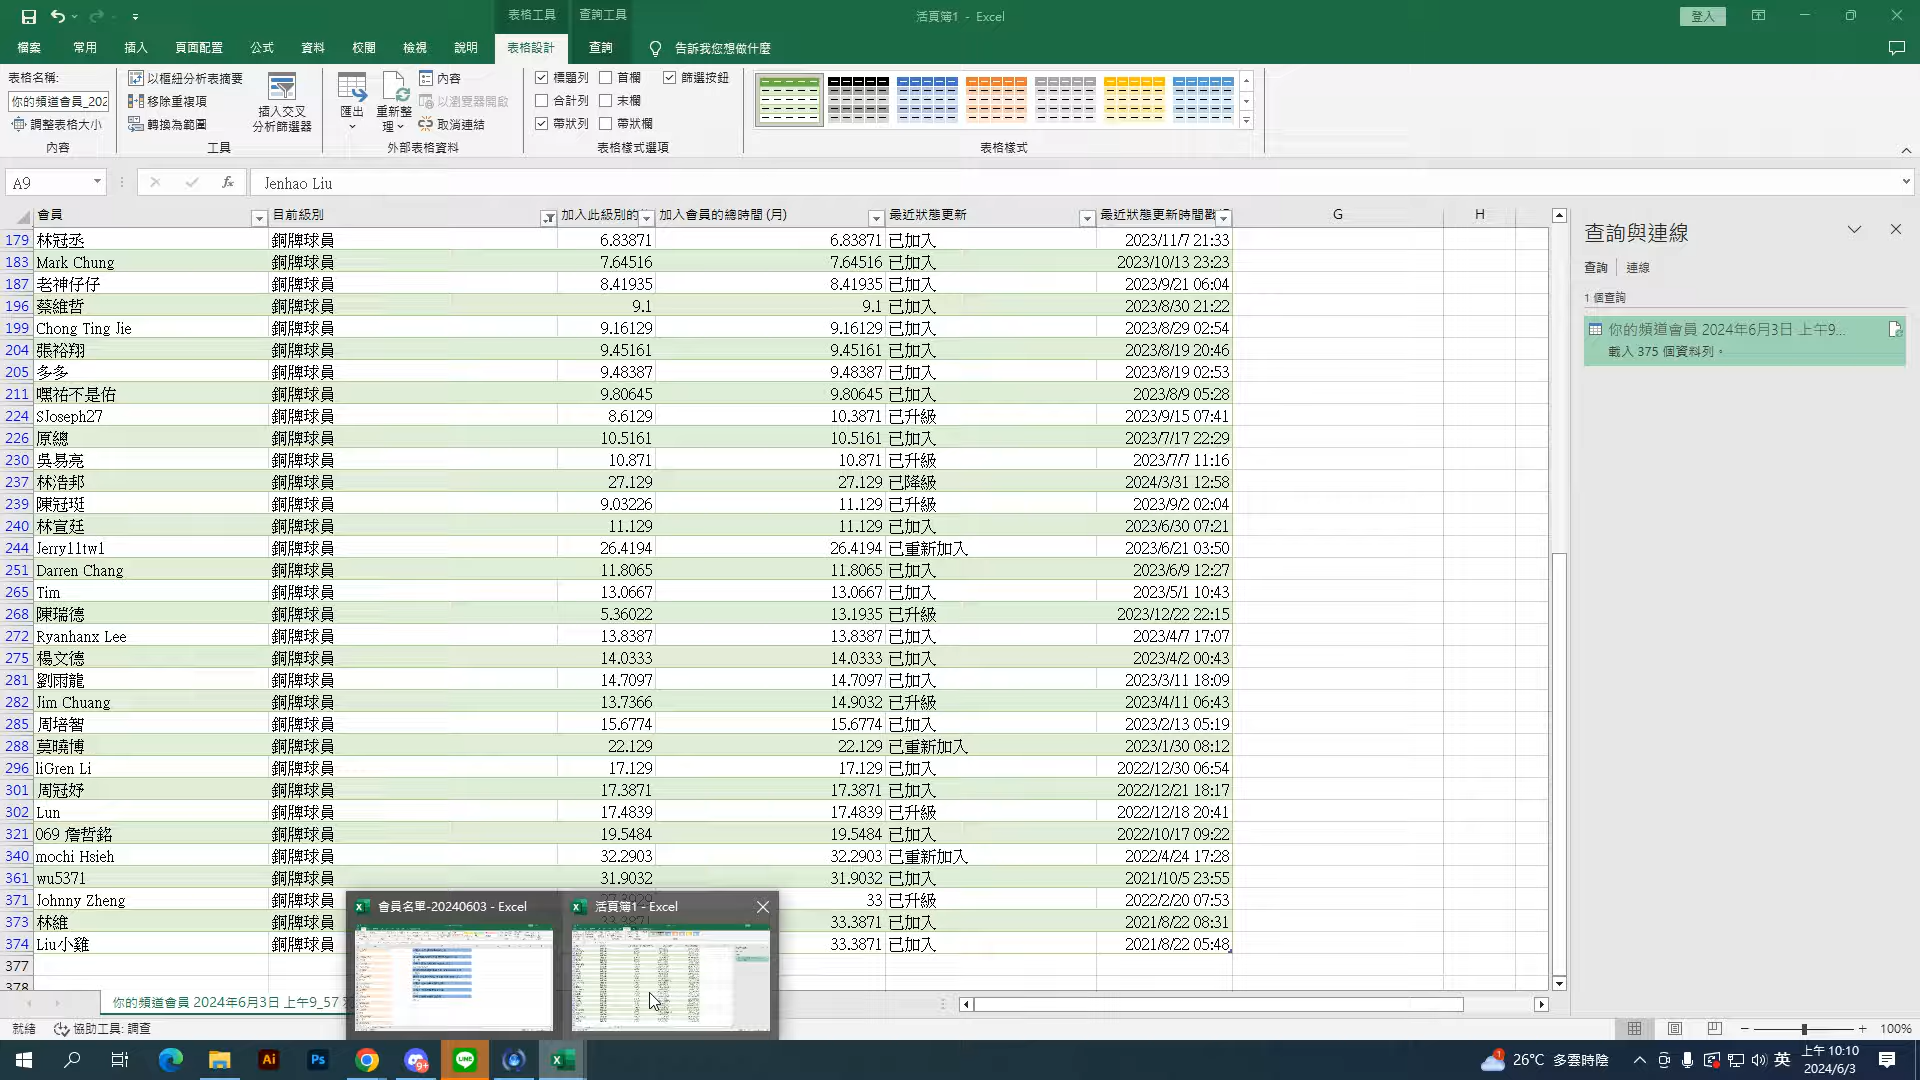 表格工具 查詢工具
活頁簿1 - Excel
登入
檔案 常用 插入 頁面配置 公式 資料 校閱 檢視 說明 表格設計 查詢 告訴我您想做什麼
表格名稱:
你的頻道會員_202
調整表格大小
內容
以樞紐分析表摘要
移除重複項
轉換為範圍
插入交叉
分析篩選器
工具
匯出
重新整
理
內容
以瀏覽器開啟
取消連結
外部表格資料
標題列 首欄 篩選按鈕
合計列 末欄
帶狀列 帶狀欄
表格樣式選項
表格樣式
A9
fx
Jenhao Liu
會員 目前級別 加入此級別的 加入會員的總時間 (月) 最近狀態更新 最近狀態更新時間戳 G H
179 林冠丞 銅牌球員 6.83871 6.83871 已加入 2023/11/7 21:33
183 Mark Chung 銅牌球員 7.64516 7.64516 已加入 2023/10/13 23:23
187 老神仔仔 銅牌球員 8.41935 8.41935 已加入 2023/9/21 06:04
196 蔡維哲 銅牌球員 9.1 9.1 已加入 2023/8/30 21:22
199 Chong Ting Jie 銅牌球員 9.16129 9.16129 已加入 2023/8/29 02:54
204 張裕翔 銅牌球員 9.45161 9.45161 已加入 2023/8/19 20:46
205 多多 銅牌球員 9.48387 9.48387 已加入 2023/8/19 02:53
211 嘿祐不是佑 銅牌球員 9.80645 9.80645 已加入 2023/8/9 05:28
224 SJoseph27 銅牌球員 8.6129 10.3871 已升級 2023/9/15 07:41
226 原總 銅牌球員 10.5161 10.5161 已加入 2023/7/17 22:29
230 吳易亮 銅牌球員 10.871 10.871 已升級 2023/7/7 11:16
237 林浩邦 銅牌球員 27.129 27.129 已降級 2024/3/31 12:58
239 陳冠珽 銅牌球員 9.03226 11.129 已升級 2023/9/2 02:04
240 林宣廷 銅牌球員 11.129 11.129 已加入 2023/6/30 07:21
244 Jerry11tw1 銅牌球員 26.4194 26.4194 已重新加入 2023/6/21 03:50
251 Darren Chang 銅牌球員 11.8065 11.8065 已加入 2023/6/9 12:27
265 Tim 銅牌球員 13.0667 13.0667 已加入 2023/5/1 10:43
268 陳瑞德 銅牌球員 5.36022 13.1935 已升級 2023/12/22 22:15
272 Ryanhanx Lee 銅牌球員 13.8387 13.8387 已加入 2023/4/7 17:07
275 楊文德 銅牌球員 14.0333 14.0333 已加入 2023/4/2 00:43
281 劉雨龍 銅牌球員 14.7097 14.7097 已加入 2023/3/11 18:09
282 Jim Chuang 銅牌球員 13.7366 14.9032 已升級 2023/4/11 06:43
285 周培智 銅牌球員 15.6774 15.6774 已加入 2023/2/13 05:19
288 莫曉博 銅牌球員 22.129 22.129 已重新加入 2023/1/30 08:12
296 liGren Li 銅牌球員 17.129 17.129 已加入 2022/12/30 06:54
301 周冠妤 銅牌球員 17.3871 17.3871 已加入 2022/12/21 18:17
302 Lun 銅牌球員 17.4839 17.4839 已升級 2022/12/18 20:41
321 069 詹哲銘 銅牌球員 19.5484 19.5484 已加入 2022/10/17 09:22
340 mochi Hsieh 銅牌球員 32.2903 32.2903 已重新加入 2022/4/24 17:28
361 wu5371 銅牌球員 31.9032 31.9032 已加入 2021/10/5 23:55
371 Johnny Zheng 銅牌球員 33 已升級 2022/2/20 07:53
373 林維 銅牌球員 33.3871 已加入 2021/8/22 08:31
374 Liu小雞 銅牌球員 33.3871 已加入 2021/8/22 05:48
377
378
查詢與連線
查詢 連線
1 個查詢
你的頻道會員 2024年6月3日 上午9...
載入 375 個資料列。
會員名單-20240603 - Excel 活頁簿1 - Excel
你的頻道會員 2024年6月3日 上午9_57
就緒 協助工具: 調查
100%
Ai Ps LINE
26°C 多雲時陰
英
上午 10:10
2024/6/3